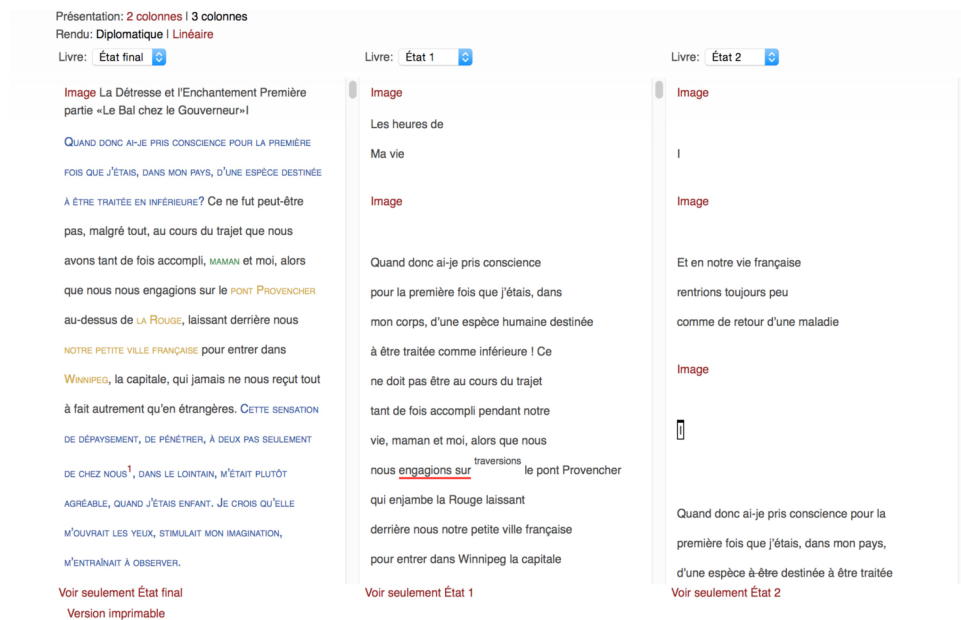 Présentation: 2 colonnes | 3 colonnes
Rendu: Diplomatique | Linéaire
Livre: État final
Image La Détresse et l'Enchantement Première
partie «Le Bal chez le Gouverneur»I
Quand donc ai-je pris conscience pour la première
fois que j'étais, dans mon pays, d'une espèce destinée
à être traitée en inférieure? Ce ne fut peut-être
pas, malgré tout, au cours du trajet que nous
avons tant de fois accompli, maman et moi, alors
que nous nous engagions sur le pont Provencher
au-dessus de la Rouge, laissant derrière nous
notre petite ville française pour entrer dans
Winnipeg, la capitale, qui jamais ne nous reçut tout
à fait autrement qu'en étrangères. Cette sensation
de dépaysement, de pénétrer, à deux pas seulement
de chez nous1, dans le lointain, m'était plutôt
agréable, quand j'étais enfant. Je crois qu'elle
m'ouvrait les yeux, stimulait mon imagination,
m'entraînait à observer.
Voir seulement État final
Version imprimable
Livre: État 1
Image
Les heures de
Ma vie
Image
Quand donc ai-je pris conscience
pour la première fois que j'étais, dans
mon corps, d'une espèce humaine destinée
à être traitée comme inférieure ! Ce
ne doit pas être au cours du trajet
tant de fois accompli pendant notre
vie, maman et moi, alors que nous
nous engagions sur traversions le pont Provencher
qui enjambe la Rouge laissant
derrière nous notre petite ville française
pour entrer dans Winnipeg la capitale
Voir seulement État 1
Livre: État 2
Image
I
Image
Et en notre vie française
rentrions toujours peu
comme de retour d'une maladie
Image
I
Quand donc ai-je pris conscience pour la
première fois que j'étais, dans mon pays,
d'une espèce à être destinée à être traitée
Voir seulement État 2